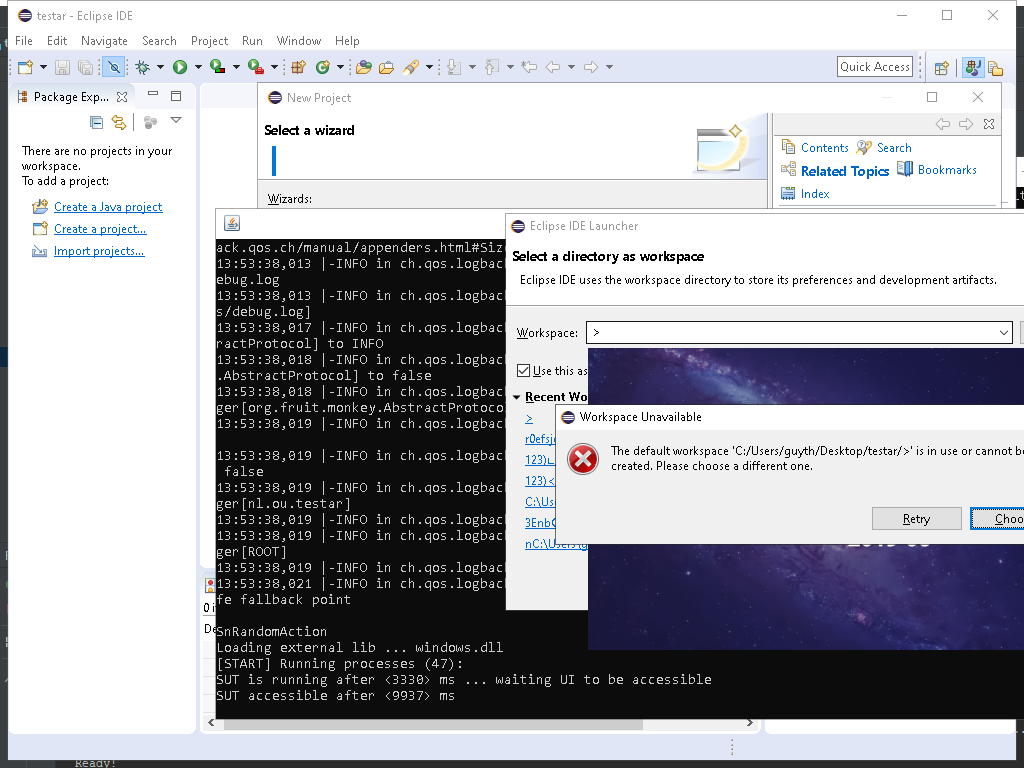 testar - Eclipse IDE
File Edit Navigate Search Project Run Window Help
Quick Access
Package Exp...
There are no projects in your
workspace.
To add a project:
Create a Java project
Create a project...
Import projects...
New Project
Select a wizard
Wizards:
Contents Search
Related Topics Bookmarks
Index
ack.qos.ch/manual/appenders.html#Siz
13:53:38,013 |-INFO in ch.qos.logbac
ebug.log
13:53:38,013 |-INFO in ch.qos.logbac
s/debug.log]
13:53:38,017 |-INFO in ch.qos.logbac
ractProtocol] to INFO
13:53:38,018 |-INFO in ch.qos.logbac
.AbstractProtocol] to false
13:53:38,018 |-INFO in ch.qos.logbac
ger[org.fruit.monkey.AbstractProtoco
13:53:38,019 |-INFO in ch.qos.logbac
13:53:38,019 |-INFO in ch.qos.logbac
false
13:53:38,019 |-INFO in ch.qos.logbac
ger[nl.ou.testar]
13:53:38,019 |-INFO in ch.qos.logbac
13:53:38,019 |-INFO in ch.qos.logbac
ger[ROOT]
13:53:38,019 |-INFO in ch.qos.logbac
13:53:38,021 |-INFO in ch.qos.logbac
fe fallback point
SnRandomAction
Loading external lib ... windows.dll
[START] Running processes (47):
SUT is running after <3330> ms ... waiting UI to be accessible
SUT accessible after <9937> ms
Eclipse IDE Launcher
Select a directory as workspace
Eclipse IDE uses the workspace directory to store its preferences and development artifacts.
Workspace: >
Use this as
Recent Wo
>
r0efsj
123)
123)<
C:\Us
3Enb
nC:\Users\g
Workspace Unavailable
The default workspace 'C:/Users/guyth/Desktop/testar/>' is in use or cannot be
created. Please choose a different one.
Retry Choo
0 i
De
Ready!